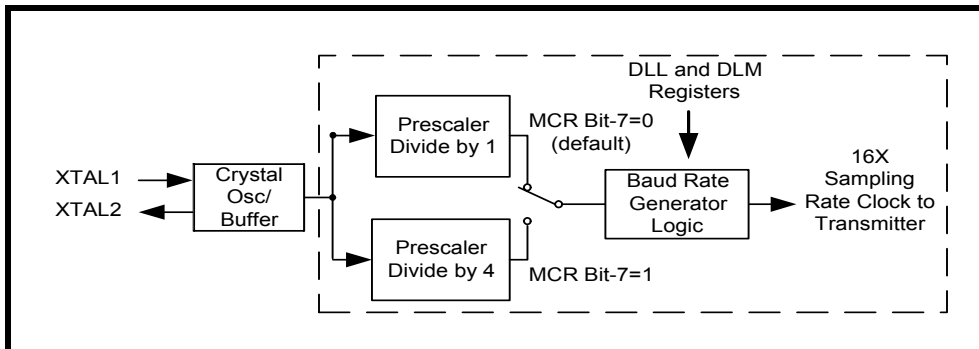 DLL and DLM
Registers
Prescaler
Divide by 1
MCR Bit-7=0
(default)
XTAL1
XTAL2
Crystal
Osc/
Buffer
Baud Rate
Generator
Logic
16X
Sampling
Rate Clock to
Transmitter
Prescaler
Divide by 4
MCR Bit-7=1